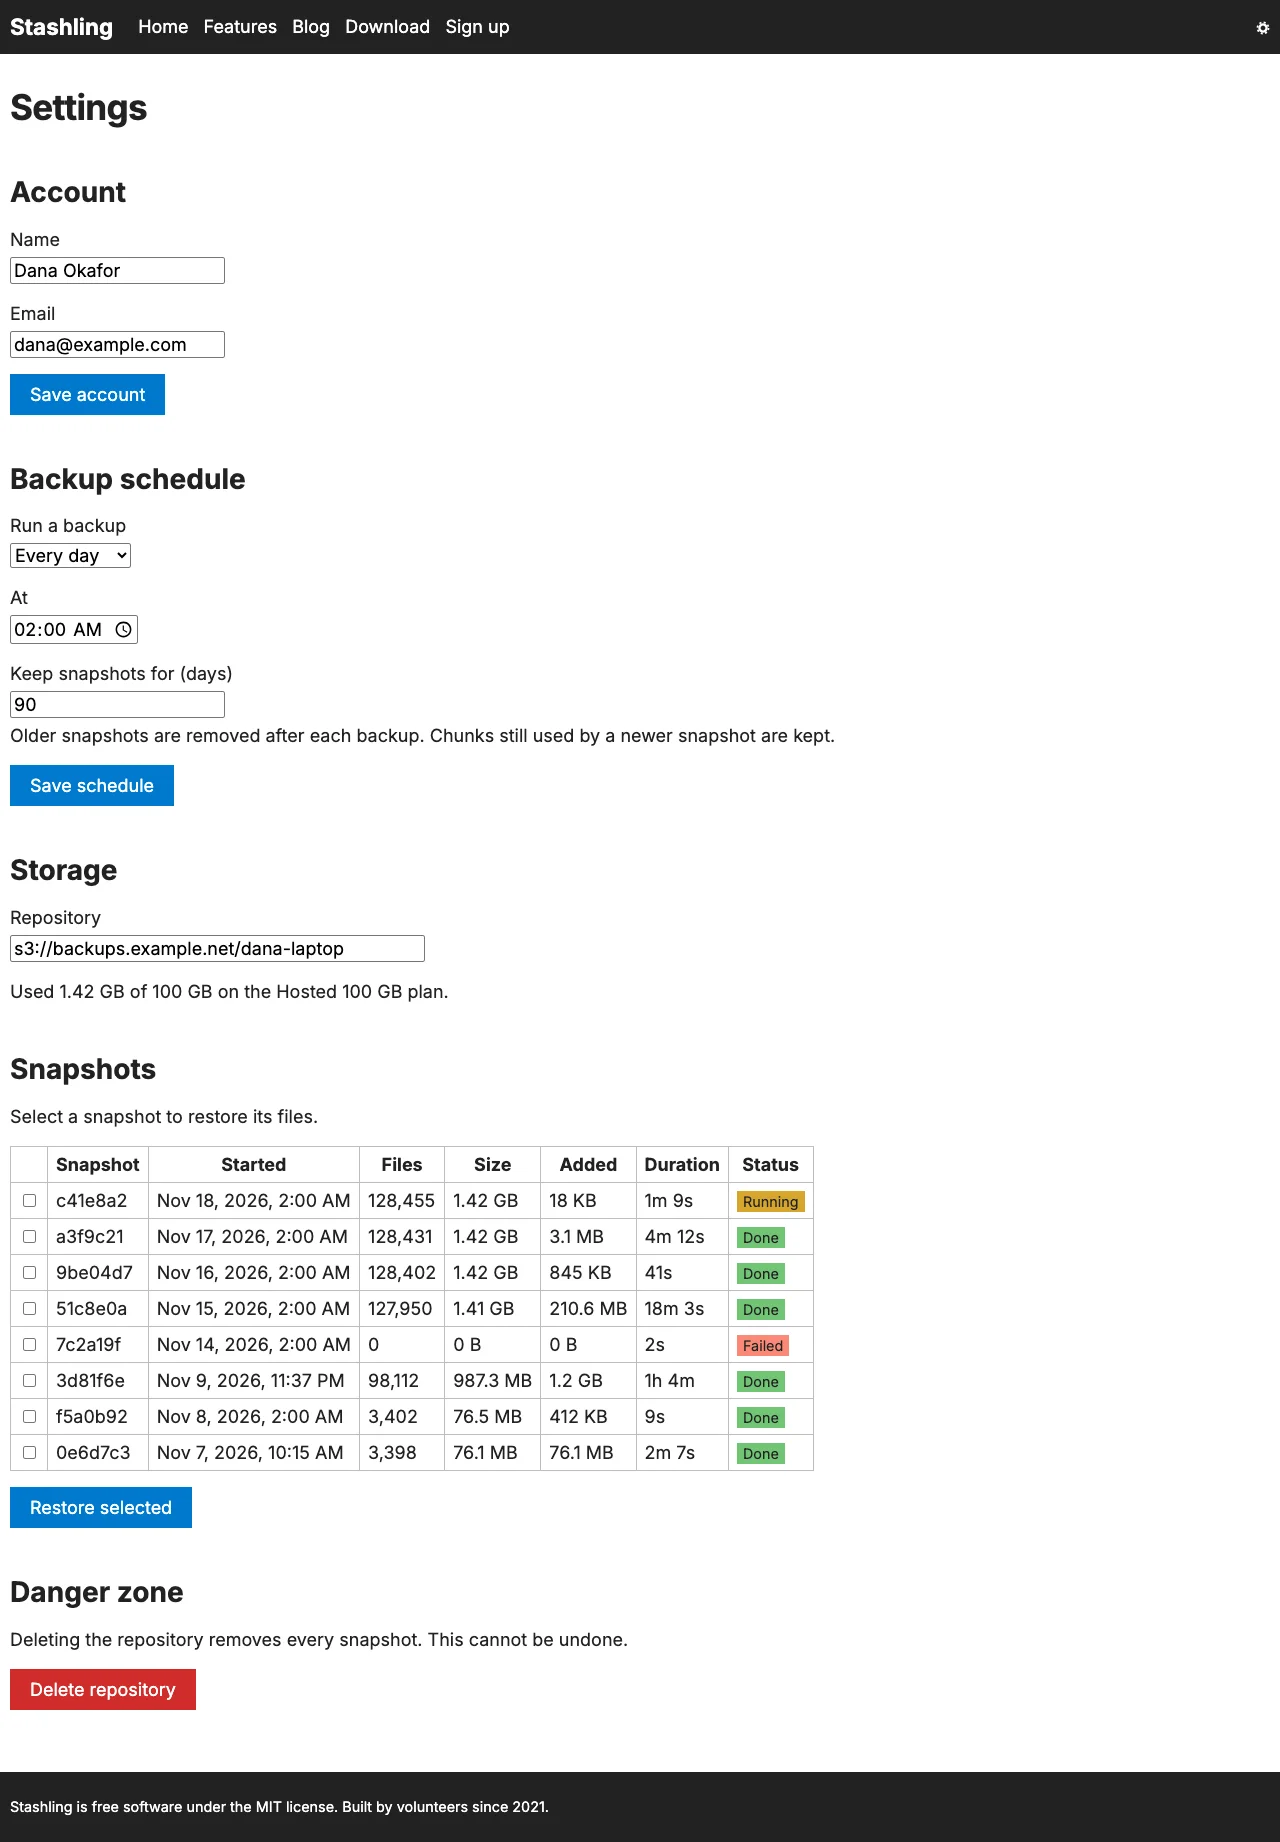 Stashling Home Features Blog Download Sign up
Settings
Account
Name
Dana Okafor
Email
dana@example.com
Save account
Backup schedule
Run a backup
Every day
At
02:00 AM
Keep snapshots for (days)
90
Older snapshots are removed after each backup. Chunks still used by a newer snapshot are kept.
Save schedule
Storage
Repository
s3://backups.example.net/dana-laptop
Used 1.42 GB of 100 GB on the Hosted 100 GB plan.
Snapshots
Select a snapshot to restore its files.
Snapshot Started Files Size Added Duration Status
c41e8a2 Nov 18, 2026, 2:00 AM 128,455 1.42 GB 18 KB 1m 9s Running
a3f9c21 Nov 17, 2026, 2:00 AM 128,431 1.42 GB 3.1 MB 4m 12s Done
9be04d7 Nov 16, 2026, 2:00 AM 128,402 1.42 GB 845 KB 41s Done
51c8e0a Nov 15, 2026, 2:00 AM 127,950 1.41 GB 210.6 MB 18m 3s Done
7c2a19f Nov 14, 2026, 2:00 AM 0 0 B 0 B 2s Failed
3d81f6e Nov 9, 2026, 11:37 PM 98,112 987.3 MB 1.2 GB 1h 4m Done
f5a0b92 Nov 8, 2026, 2:00 AM 3,402 76.5 MB 412 KB 9s Done
0e6d7c3 Nov 7, 2026, 10:15 AM 3,398 76.1 MB 76.1 MB 2m 7s Done
Restore selected
Danger zone
Deleting the repository removes every snapshot. This cannot be undone.
Delete repository
Stashling is free software under the MIT license. Built by volunteers since 2021.